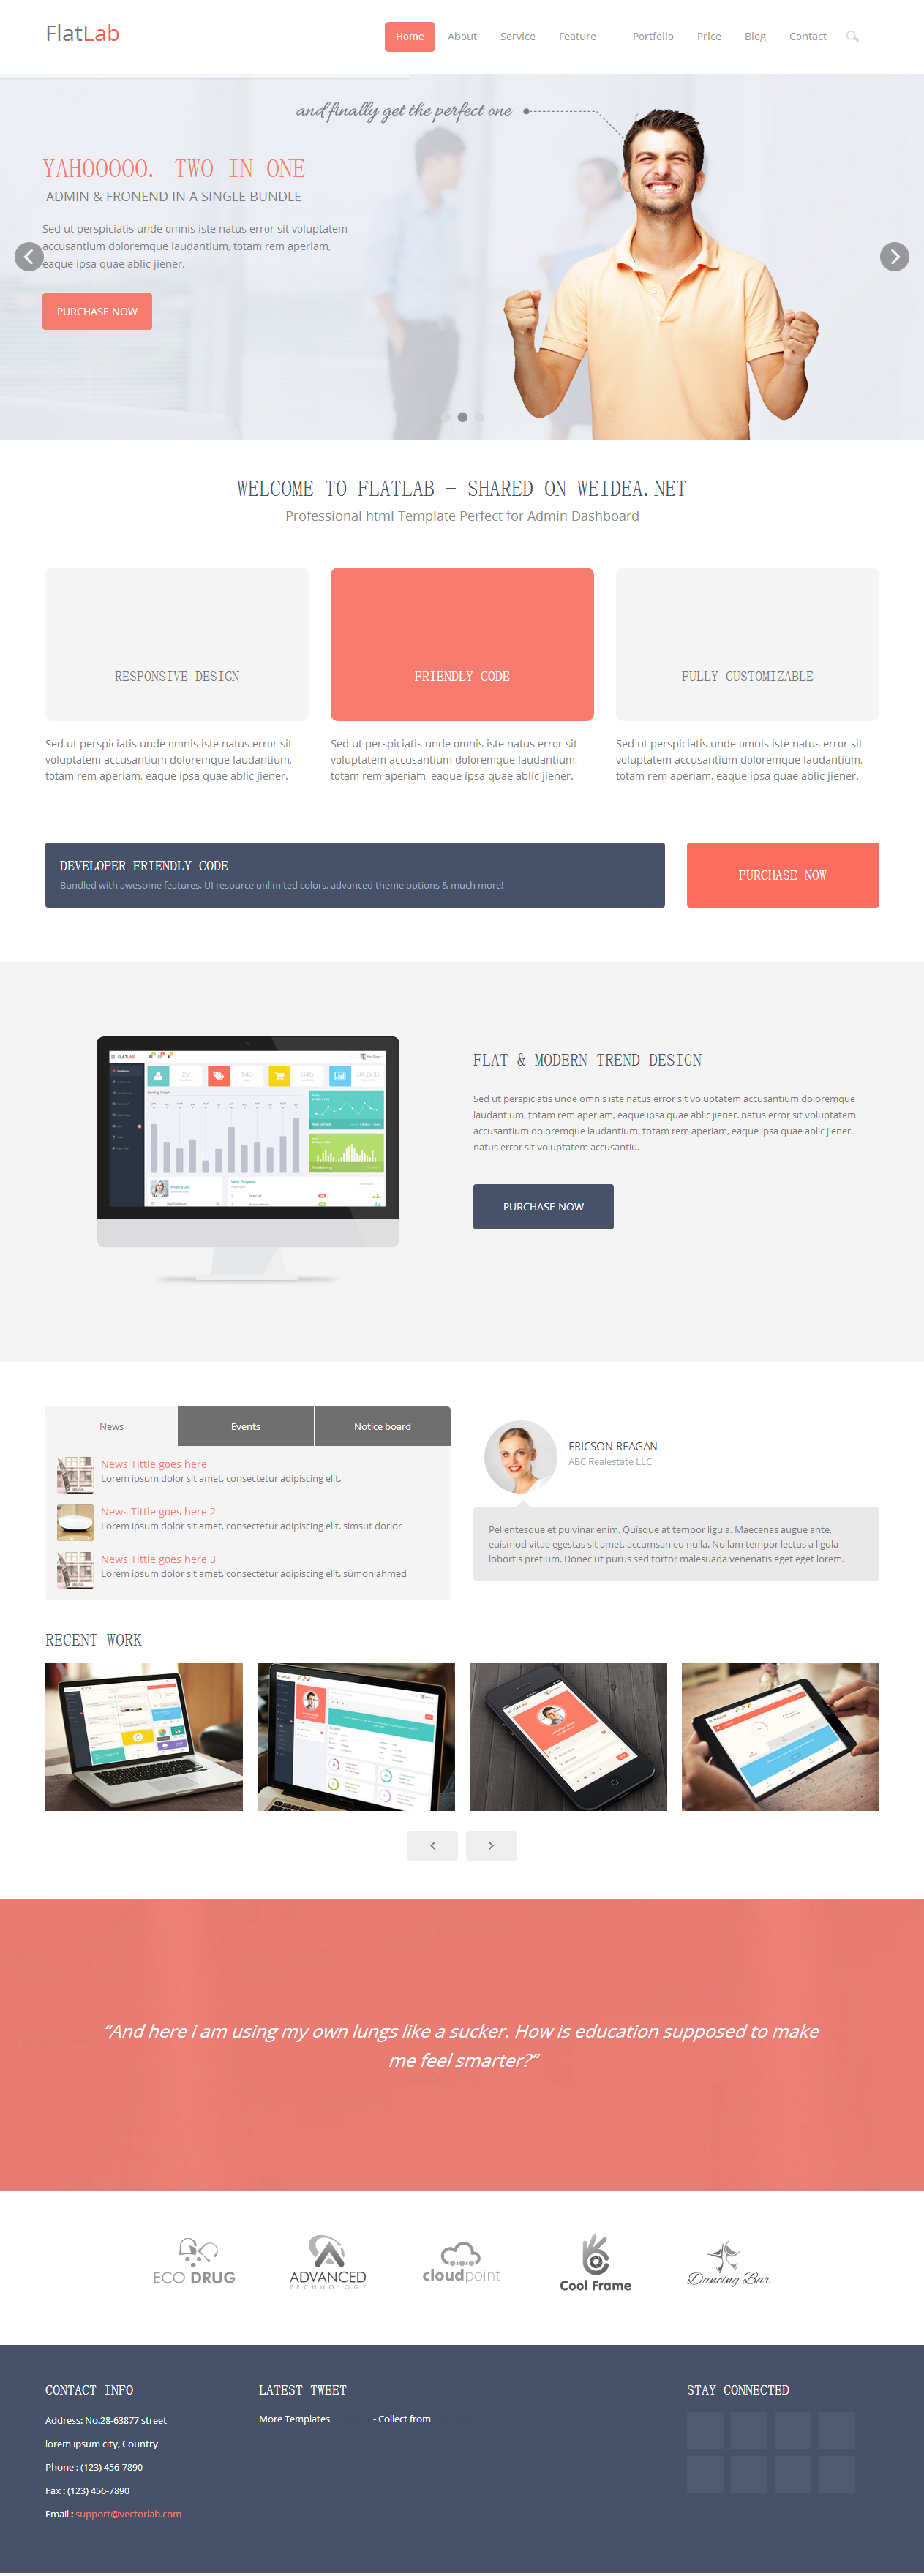 FlatLab
Home About Service Feature Portfolio Price Blog Contact
and finally get the perfect one
YAHOOOOO. TWO IN ONE
ADMIN & FRONEND IN A SINGLE BUNDLE
Sed ut perspiciatis unde omnis iste natus error sit voluptatem
accusantium doloremque laudantium, totam rem aperiam,
eaque ipsa quae ablic jiener.
PURCHASE NOW
WELCOME TO FLATLAB - SHARED ON WEIDEA.NET
Professional html Template Perfect for Admin Dashboard
RESPONSIVE DESIGN
Sed ut perspiciatis unde omnis iste natus error sit
voluptatem accusantium doloremque laudantium,
totam rem aperiam, eaque ipsa quae ablic jiener.
FRIENDLY CODE
Sed ut perspiciatis unde omnis iste natus error sit
voluptatem accusantium doloremque laudantium,
totam rem aperiam, eaque ipsa quae ablic jiener.
FULLY CUSTOMIZABLE
Sed ut perspiciatis unde omnis iste natus error sit
voluptatem accusantium doloremque laudantium,
totam rem aperiam, eaque ipsa quae ablic jiener.
DEVELOPER FRIENDLY CODE
Bundled with awesome features, UI resource unlimited colors, advanced theme options & much more!
PURCHASE NOW
FLATLAB
22
140
345
34,500
FLAT & MODERN TREND DESIGN
Sed ut perspiciatis unde omnis iste natus error sit voluptatem accusantium doloremque
laudantium, totam rem aperiam, eaque ipsa quae ablic jiener. natus error sit voluptatem
accusantium doloremque laudantium, totam rem aperiam, eaque ipsa quae ablic jiener.
natus error sit voluptatem accusantiu.
PURCHASE NOW
News Events Notice board
News Tittle goes here
Lorem ipsum dolor sit amet, consectetur adipiscing elit.
News Tittle goes here 2
Lorem ipsum dolor sit amet, consectetur adipiscing elit. simsut dorlor
News Tittle goes here 3
Lorem ipsum dolor sit amet, consectetur adipiscing elit. sumon ahmed
ERICSON REAGAN
ABC Realestate LLC
Pellentesque et pulvinar enim. Quisque at tempor ligula. Maecenas augue ante,
euismod vitae egestas sit amet, accumsan eu nulla. Nullam tempor lectus a ligula
lobortis pretium. Donec ut purus sed tortor malesuada venenatis eget eget lorem.
RECENT WORK
“And here i am using my own lungs like a sucker. How is education supposed to make
me feel smarter?”
ECO DRUG
ADVANCED
TECHNOLOGY
cloudpoint
Cool Frame
Dancing Bar
CONTACT INFO
Address: No.28-63877 street
lorem ipsum city, Country
Phone : (123) 456-7890
Fax : (123) 456-7890
Email : support@vectorlab.com
LATEST TWEET
More Templates - Collect from
STAY CONNECTED